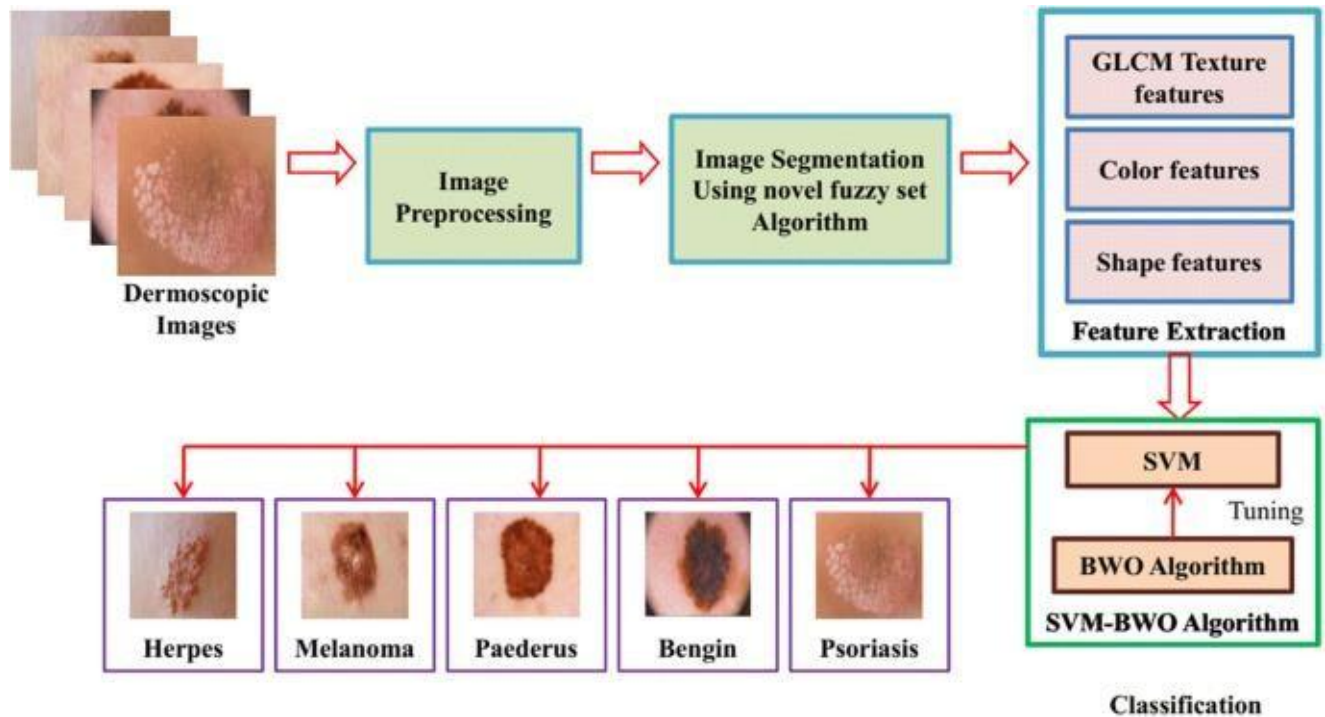 Dermoscopic
Images
Image
Preprocessing
Image Segmentation
Using novel fuzzy set
Algorithm
GLCM Texture
features
Color features
Shape features
Feature Extraction
SVM
Tuning
BWO Algorithm
SVM-BWO Algorithm
Classification
Herpes
Melanoma
Paederus
Bengin
Psoriasis